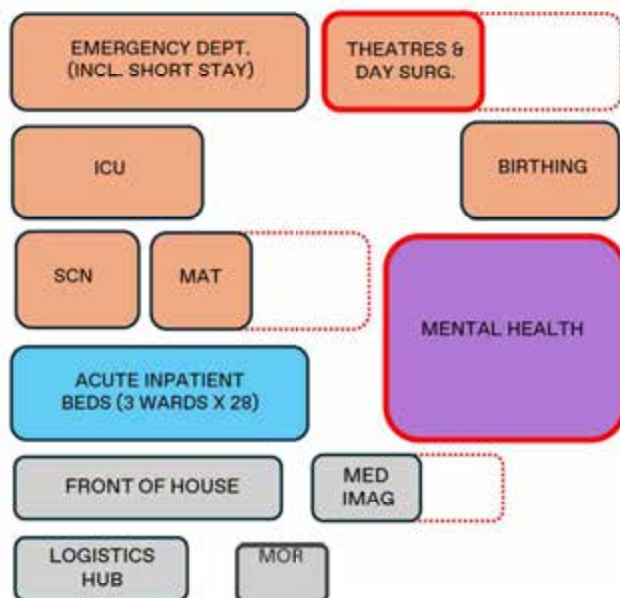 EMERGENCY DEPT.
(INCL. SHORT STAY)
THEATRES &
DAY SURG.
ICU
BIRTHING
SCN
MAT
MENTAL HEALTH
ACUTE INPATIENT
BEDS (3 WARDS X 28)
FRONT OF HOUSE
MED
IMAG
LOGISTICS
HUB
MOR